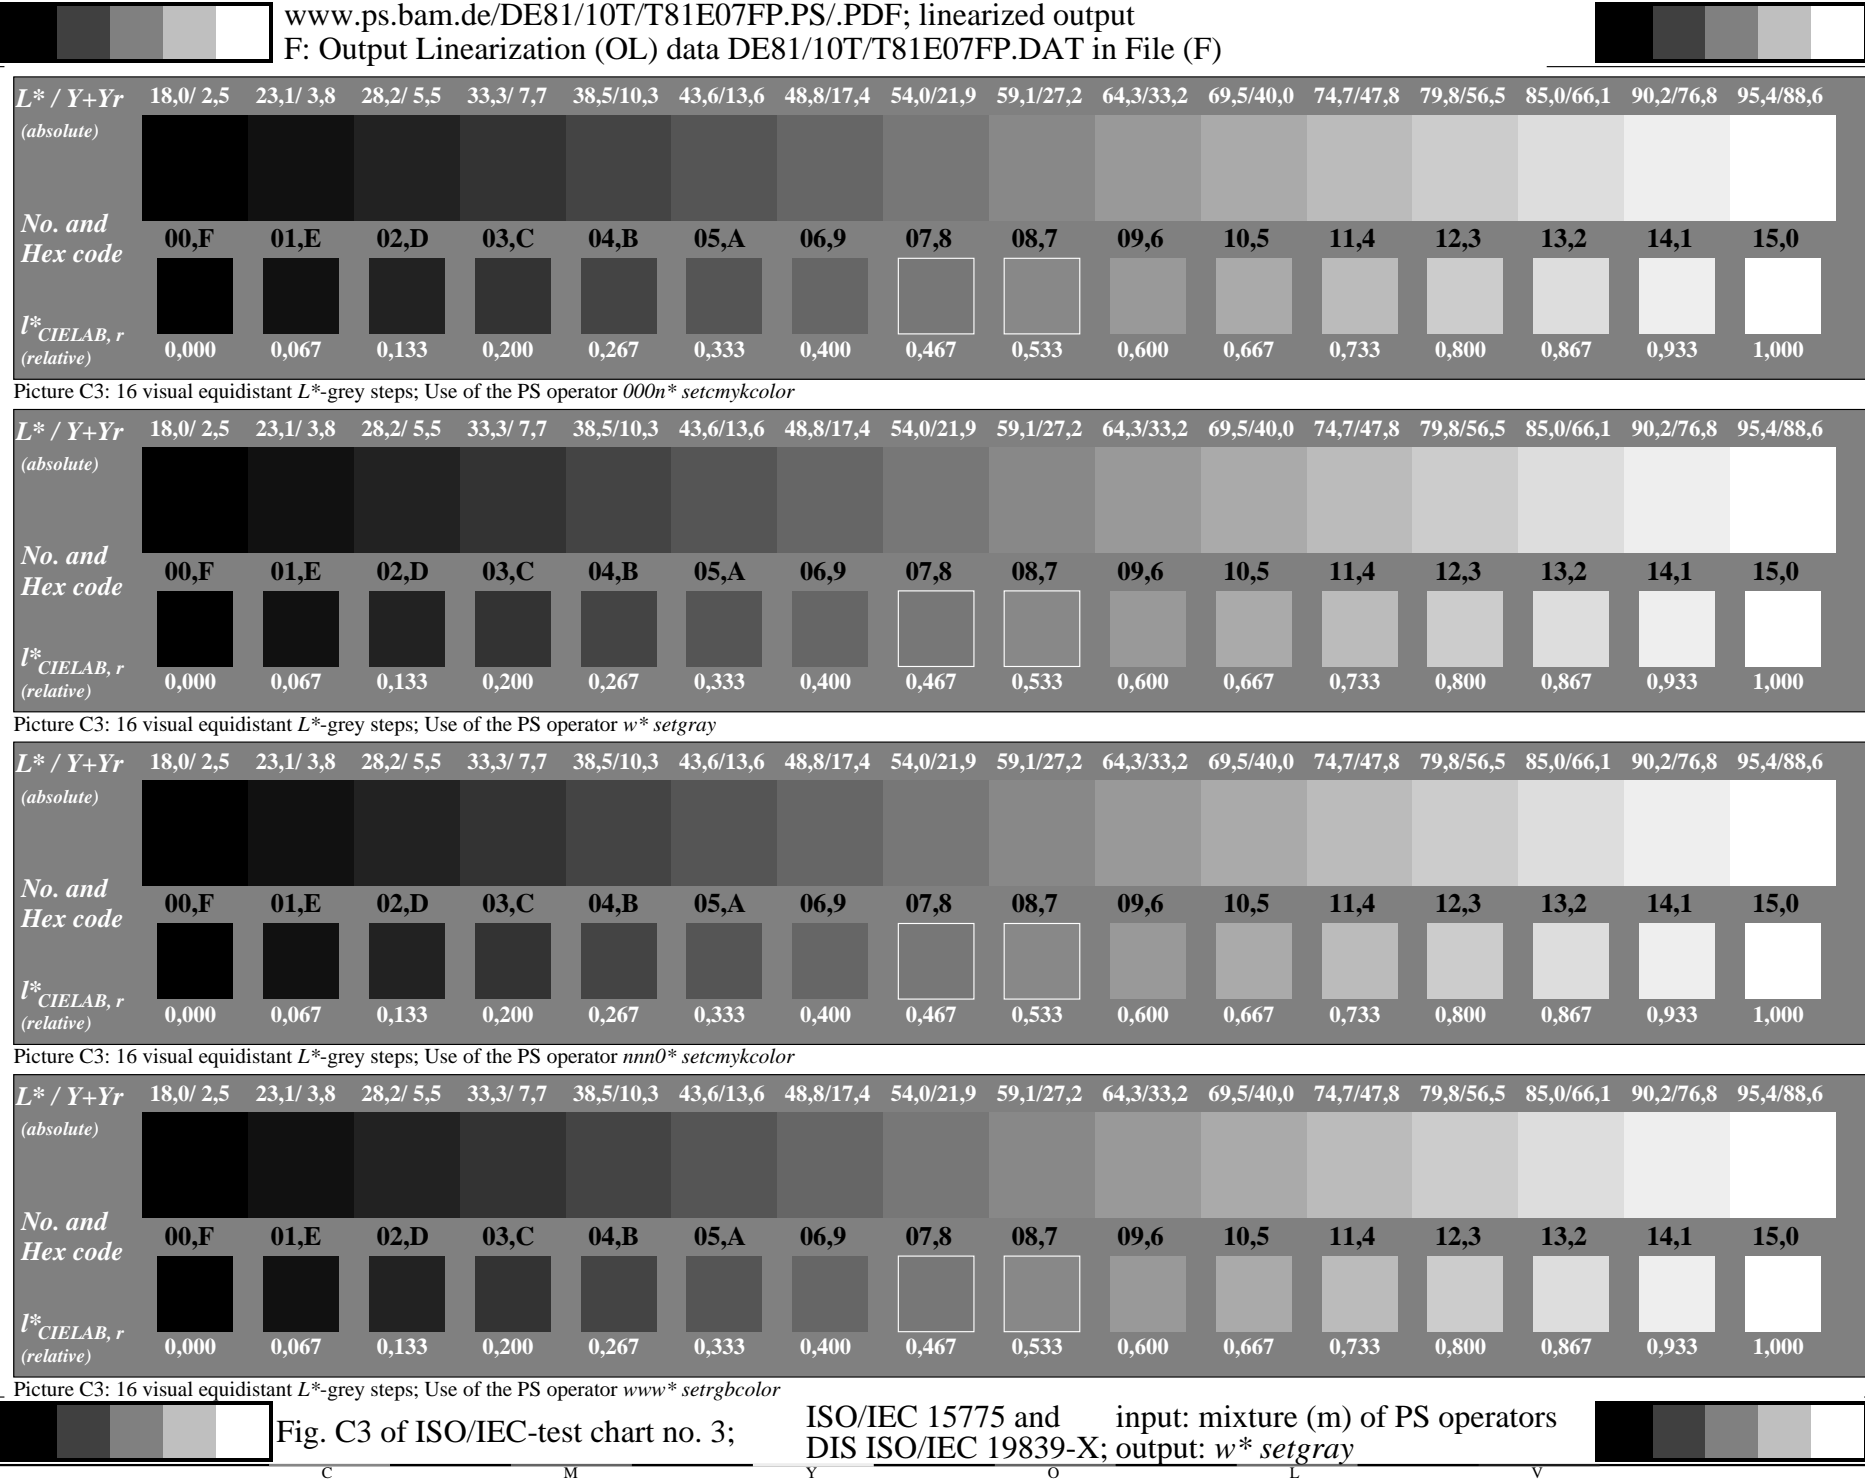 www.ps.bam.de/DE81/10T/T81E07FP.PS/.PDF; linearized output
F: Output Linearization (OL) data DE81/10T/T81E07FP.DAT in File (F)
L* / Y+Yr 18,0/ 2,5 23,1/ 3,8 28,2/ 5,5 33,3/ 7,7 38,5/10,3 43,6/13,6 48,8/17,4 54,0/21,9 59,1/27,2 64,3/33,2 69,5/40,0 74,7/47,8 79,8/56,5 85,0/66,1 90,2/76,8 95,4/88,6
(absolute)
No. and
Hex code 00,F 01,E 02,D 03,C 04,B 05,A 06,9 07,8 08,7 09,6 10,5 11,4 12,3 13,2 14,1 15,0
l*CIELAB, r
(relative) 0,000 0,067 0,133 0,200 0,267 0,333 0,400 0,467 0,533 0,600 0,667 0,733 0,800 0,867 0,933 1,000
Picture C3: 16 visual equidistant L*-grey steps; Use of the PS operator 000n* setcmykcolor
L* / Y+Yr 18,0/ 2,5 23,1/ 3,8 28,2/ 5,5 33,3/ 7,7 38,5/10,3 43,6/13,6 48,8/17,4 54,0/21,9 59,1/27,2 64,3/33,2 69,5/40,0 74,7/47,8 79,8/56,5 85,0/66,1 90,2/76,8 95,4/88,6
(absolute)
No. and
Hex code 00,F 01,E 02,D 03,C 04,B 05,A 06,9 07,8 08,7 09,6 10,5 11,4 12,3 13,2 14,1 15,0
l*CIELAB, r
(relative) 0,000 0,067 0,133 0,200 0,267 0,333 0,400 0,467 0,533 0,600 0,667 0,733 0,800 0,867 0,933 1,000
Picture C3: 16 visual equidistant L*-grey steps; Use of the PS operator w* setgray
L* / Y+Yr 18,0/ 2,5 23,1/ 3,8 28,2/ 5,5 33,3/ 7,7 38,5/10,3 43,6/13,6 48,8/17,4 54,0/21,9 59,1/27,2 64,3/33,2 69,5/40,0 74,7/47,8 79,8/56,5 85,0/66,1 90,2/76,8 95,4/88,6
(absolute)
No. and
Hex code 00,F 01,E 02,D 03,C 04,B 05,A 06,9 07,8 08,7 09,6 10,5 11,4 12,3 13,2 14,1 15,0
l*CIELAB, r
(relative) 0,000 0,067 0,133 0,200 0,267 0,333 0,400 0,467 0,533 0,600 0,667 0,733 0,800 0,867 0,933 1,000
Picture C3: 16 visual equidistant L*-grey steps; Use of the PS operator nnn0* setcmykcolor
L* / Y+Yr 18,0/ 2,5 23,1/ 3,8 28,2/ 5,5 33,3/ 7,7 38,5/10,3 43,6/13,6 48,8/17,4 54,0/21,9 59,1/27,2 64,3/33,2 69,5/40,0 74,7/47,8 79,8/56,5 85,0/66,1 90,2/76,8 95,4/88,6
(absolute)
No. and
Hex code 00,F 01,E 02,D 03,C 04,B 05,A 06,9 07,8 08,7 09,6 10,5 11,4 12,3 13,2 14,1 15,0
l*CIELAB, r
(relative) 0,000 0,067 0,133 0,200 0,267 0,333 0,400 0,467 0,533 0,600 0,667 0,733 0,800 0,867 0,933 1,000
Picture C3: 16 visual equidistant L*-grey steps; Use of the PS operator www* setrgbcolor
Fig. C3 of ISO/IEC-test chart no. 3;
ISO/IEC 15775 and input: mixture (m) of PS operators
DIS ISO/IEC 19839-X; output: w* setgray
C M Y O L V